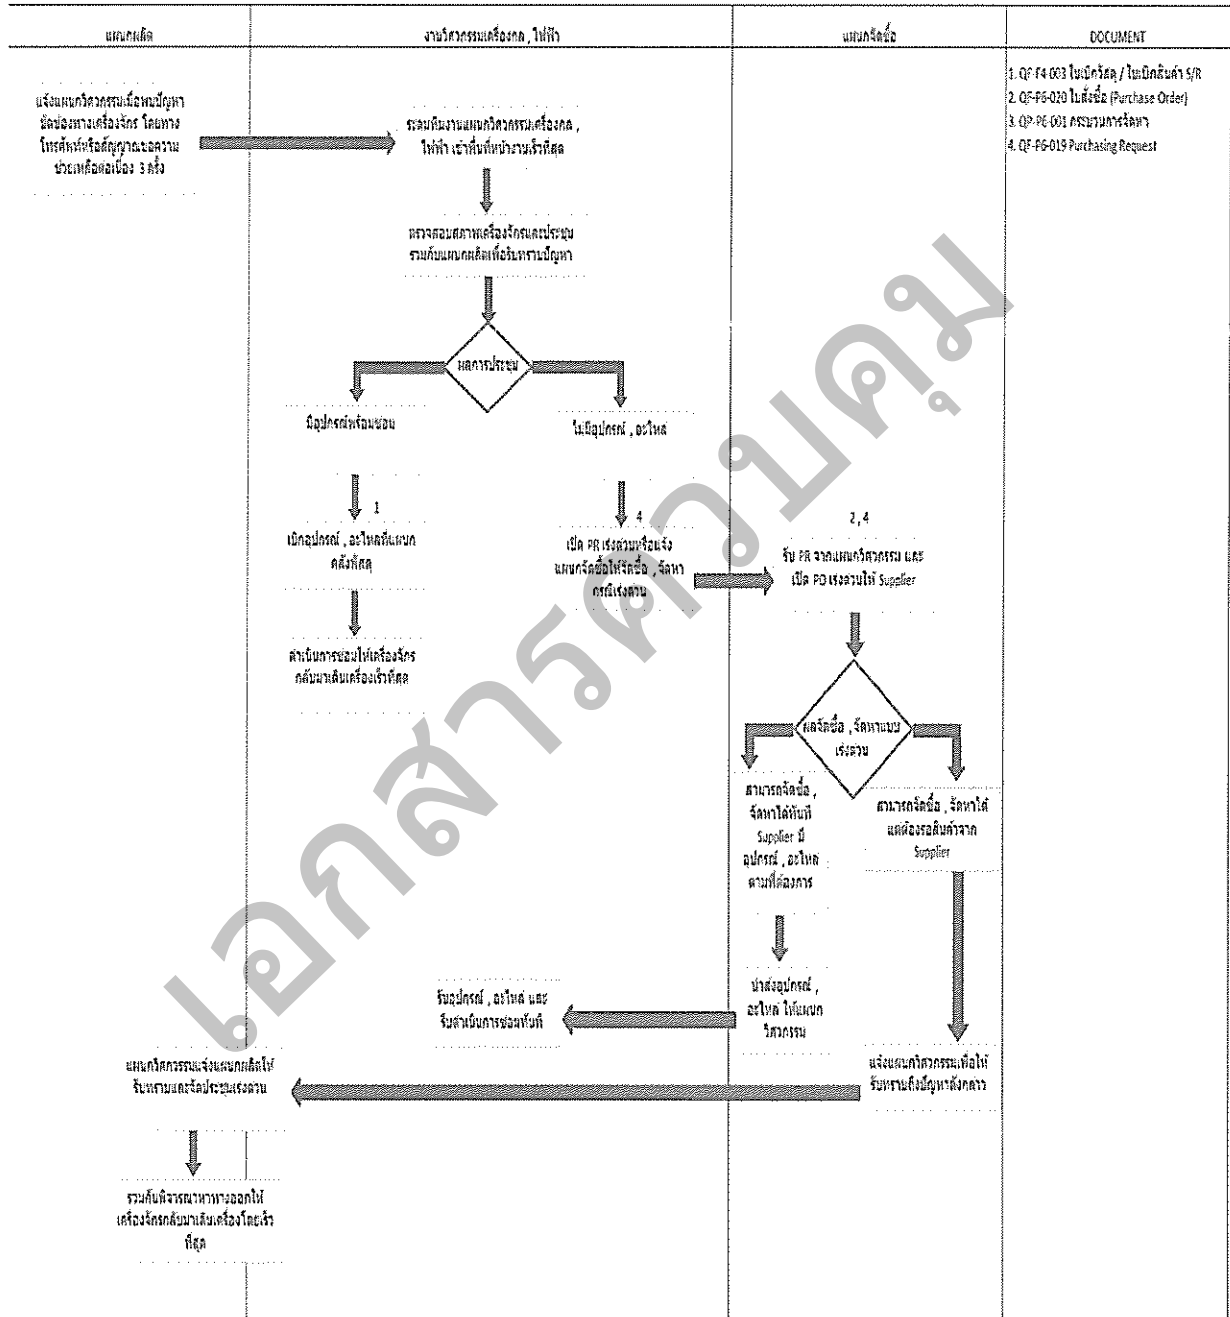 แผนกผลิต
งานวิศวกรรมเครื่องกล , ไฟฟ้า
แผนกจัดซื้อ
DOCUMENT
1. QF-F4-003 ใบเบิกวัสดุ / ใบเบิกสินค้า S/R
2. QF-P6-020 ใบสั่งซื้อ (Purchase Order)
3. QP-P6-001 กระบวนการจัดหา
4. QF-P6-019 Purchasing Request
แจ้งแผนกวิศวกรรมเมื่อพบปัญหา
ขัดข้องทางเครื่องจักร โดยทาง
โทรศัพท์หรือสัญญาณขอความ
ช่วยเหลือต่อเนื่อง 3 ครั้ง
ระดมทีมงานแผนกวิศวกรรมเครื่องกล ,
ไฟฟ้า เข้าพื้นที่หน้างานเร็วที่สุด
ตรวจสอบสภาพเครื่องจักรและประชุม
ร่วมกับแผนกผลิตเพื่อรับทราบปัญหา
ผลการประชุม
มีอุปกรณ์พร้อมซ่อม
ไม่มีอุปกรณ์ , อะไหล่
1
เบิกอุปกรณ์ , อะไหล่ที่แผนก
คลังพัสดุ
ดำเนินการซ่อมให้เครื่องจักร
กลับมาเดินเครื่องเร็วที่สุด
4
เปิด PR เร่งด่วนหรือแจ้ง
แผนกจัดซื้อให้จัดซื้อ , จัดหา
กรณีเร่งด่วน
2,4
รับ PR จากแผนกวิศวกรรม และ
เปิด PO เร่งด่วนให้ Supplier
ผลจัดซื้อ , จัดหาแบบ
เร่งด่วน
สามารถจัดซื้อ ,
จัดหาได้ทันที
Supplier มี
อุปกรณ์ , อะไหล่
ตามที่ต้องการ
สามารถจัดซื้อ , จัดหาได้
แต่ต้องรอสินค้าจาก
Supplier
นำส่งอุปกรณ์ ,
อะไหล่ ให้แผนก
วิศวกรรม
รับอุปกรณ์ , อะไหล่ และ
รีบดำเนินการซ่อมทันที
แจ้งแผนกวิศวกรรมเพื่อให้
รับทราบถึงปัญหาดังกล่าว
แผนกวิศวกรรมแจ้งแผนกผลิตให้
รับทราบและจัดประชุมเร่งด่วน
ร่วมกันพิจารณาหาทางออกให้
เครื่องจักรกลับมาเดินเครื่องโดยเร็ว
ที่สุด
เอกสารควบคุม